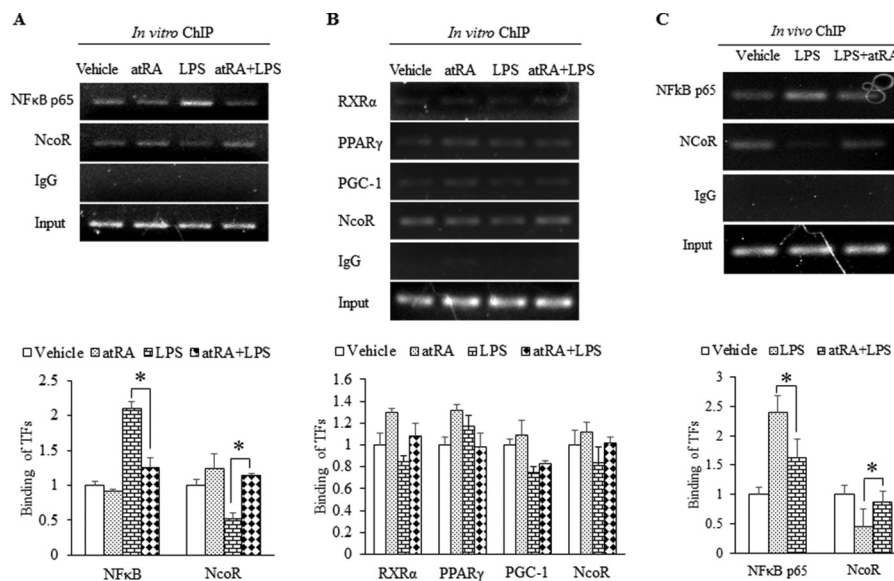 A
In vitro ChIP
Vehicle atRA LPS atRA+LPS
NFκB p65
NcoR
IgG
Input
□Vehicle ▨atRA ▤LPS ◆atRA+LPS
2.5
2
1.5
1
0.5
0
Binding of TFs
* *
NFκB NcoR
B
In vitro ChIP
Vehicle atRA LPS atRA+LPS
RXRα
PPARγ
PGC-1
NcoR
IgG
Input
Vehicle atRA LPS atRA+LPS
1.6
1.4
1.2
1
0.8
0.6
0.4
0.2
0
Binding of TFs
RXRα PPARγ PGC-1 NcoR
C
In vivo ChIP
Vehicle LPS LPS+atRA
NFkB p65
NCoR
IgG
Input
Vehicle LPS atRA+LPS
3
2.5
2
1.5
1
0.5
0
Binding of TFs
* *
NFκB p65 NcoR